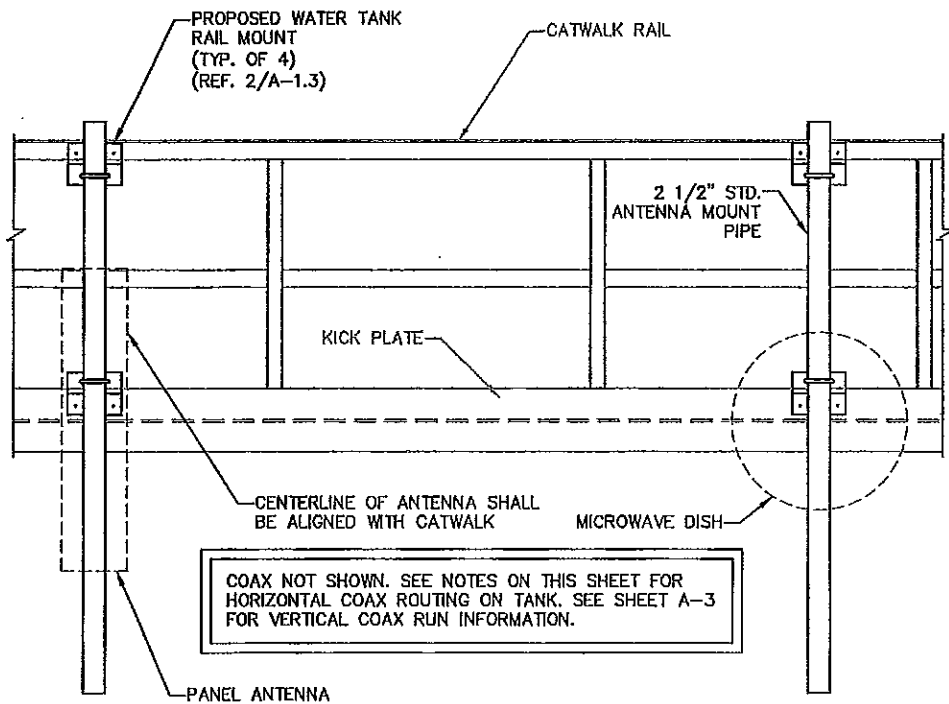 PROPOSED WATER TANK
RAIL MOUNT
(TYP. OF 4)
(REF. 2/A-1.3)
CATWALK RAIL
2 1/2" STD.
ANTENNA MOUNT
PIPE
KICK PLATE
CENTERLINE OF ANTENNA SHALL
BE ALIGNED WITH CATWALK
MICROWAVE DISH
COAX NOT SHOWN. SEE NOTES ON THIS SHEET FOR
HORIZONTAL COAX ROUTING ON TANK. SEE SHEET A-3
FOR VERTICAL COAX RUN INFORMATION.
PANEL ANTENNA